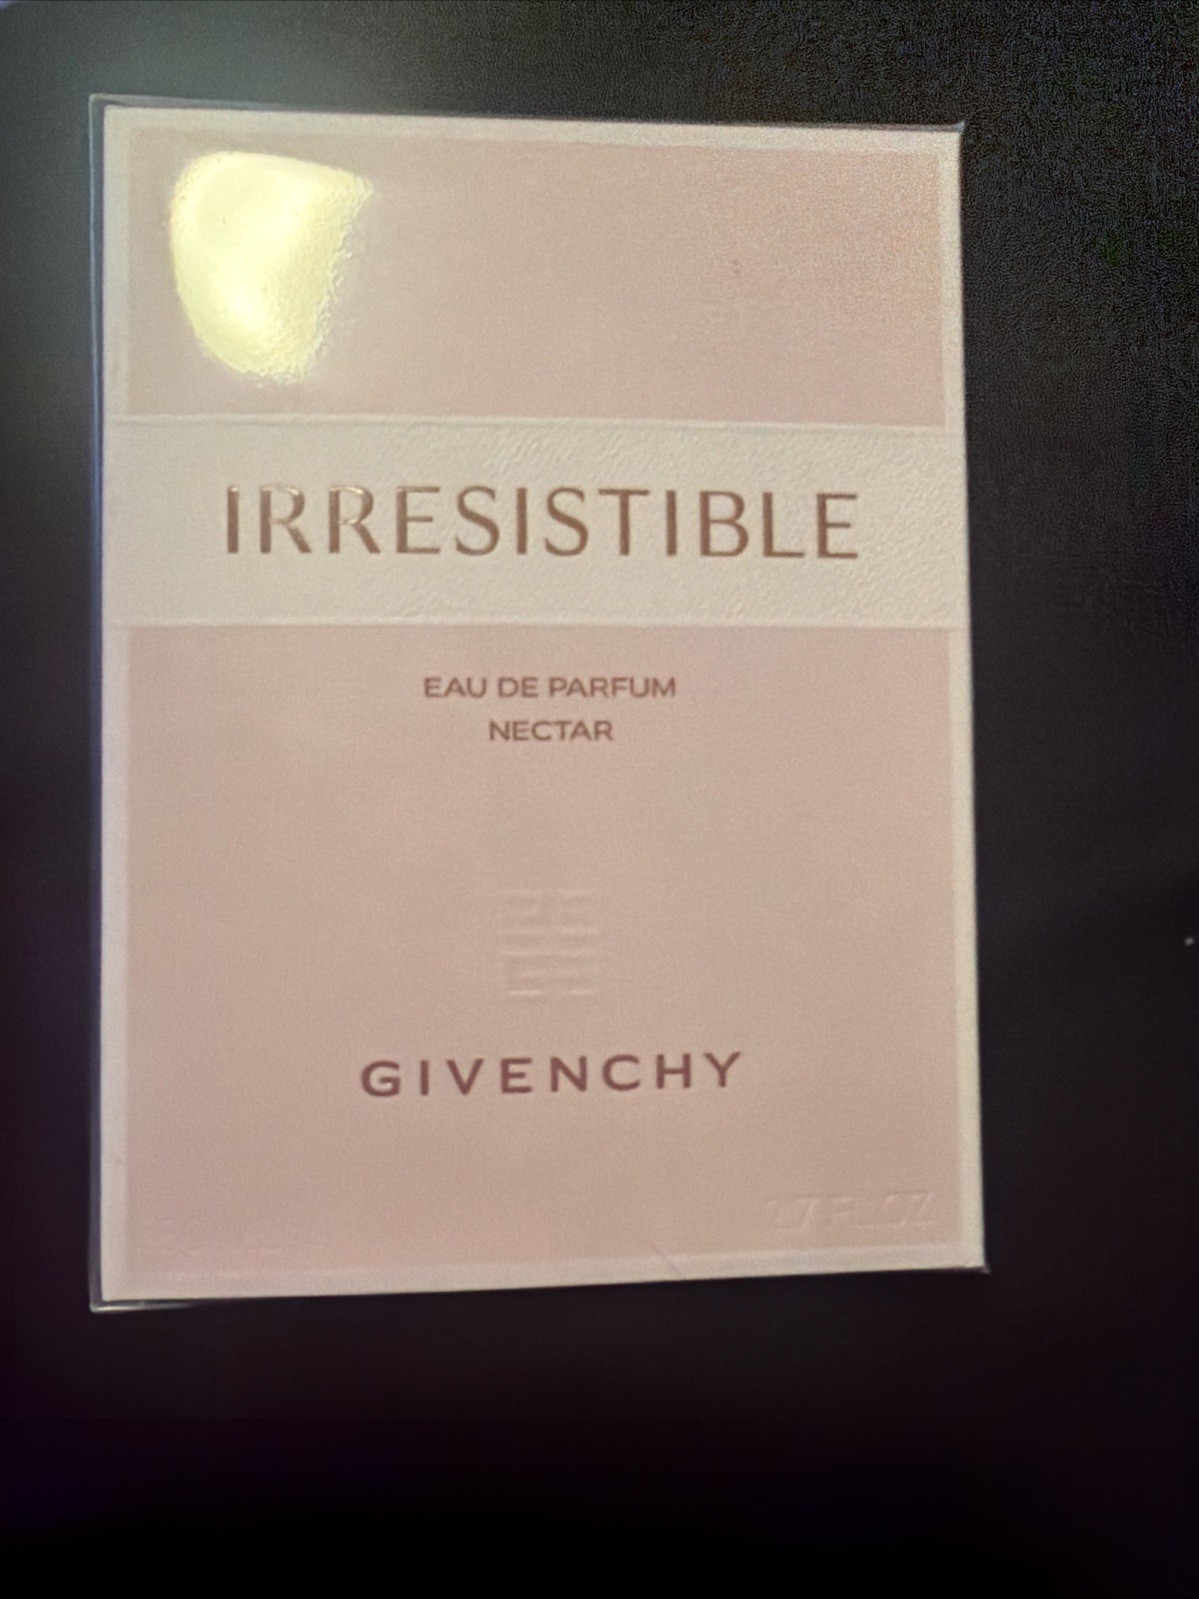 IRRESISTIBLE
EAU DE PARFUM
NECTAR
GIVENCHY
2.7 FL.OZ